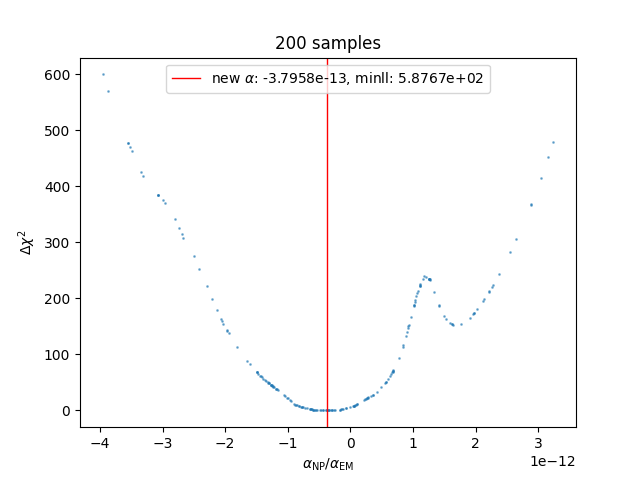 200 samples
new α: -3.7958e-13, minll: 5.8767e+02
600
500
400
300
200
100
0
Δχ²
−4 −3 −2 −1 0 1 2 3
1e−12
α_NP/α_EM